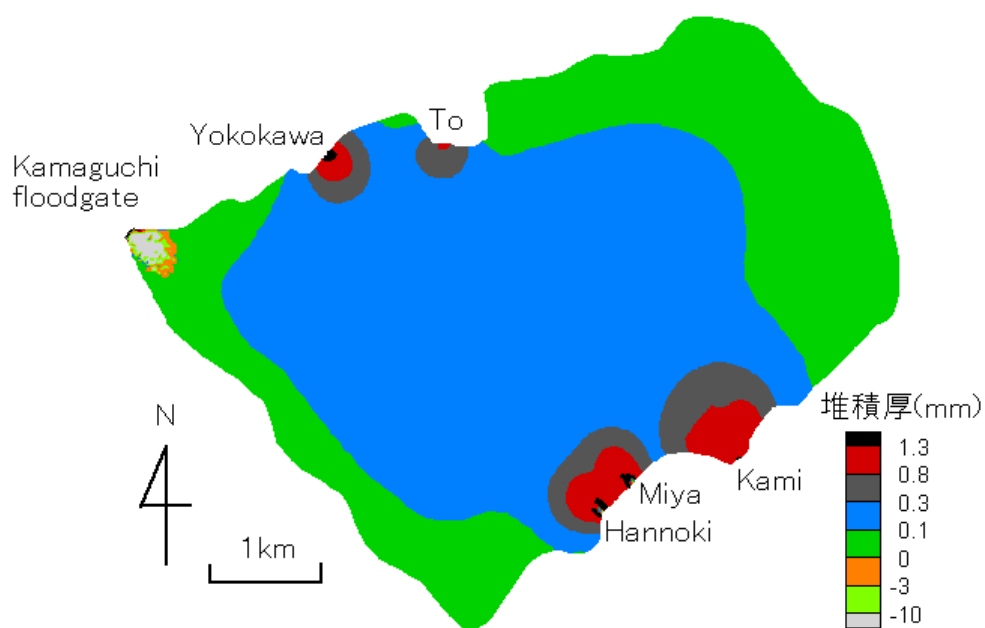 To
Yokokawa
Kamaguchi
floodgate
N
1km
Kami
Miya
Hannoki
堆積厚(mm)
1.3
0.8
0.3
0.1
0
-3
-10